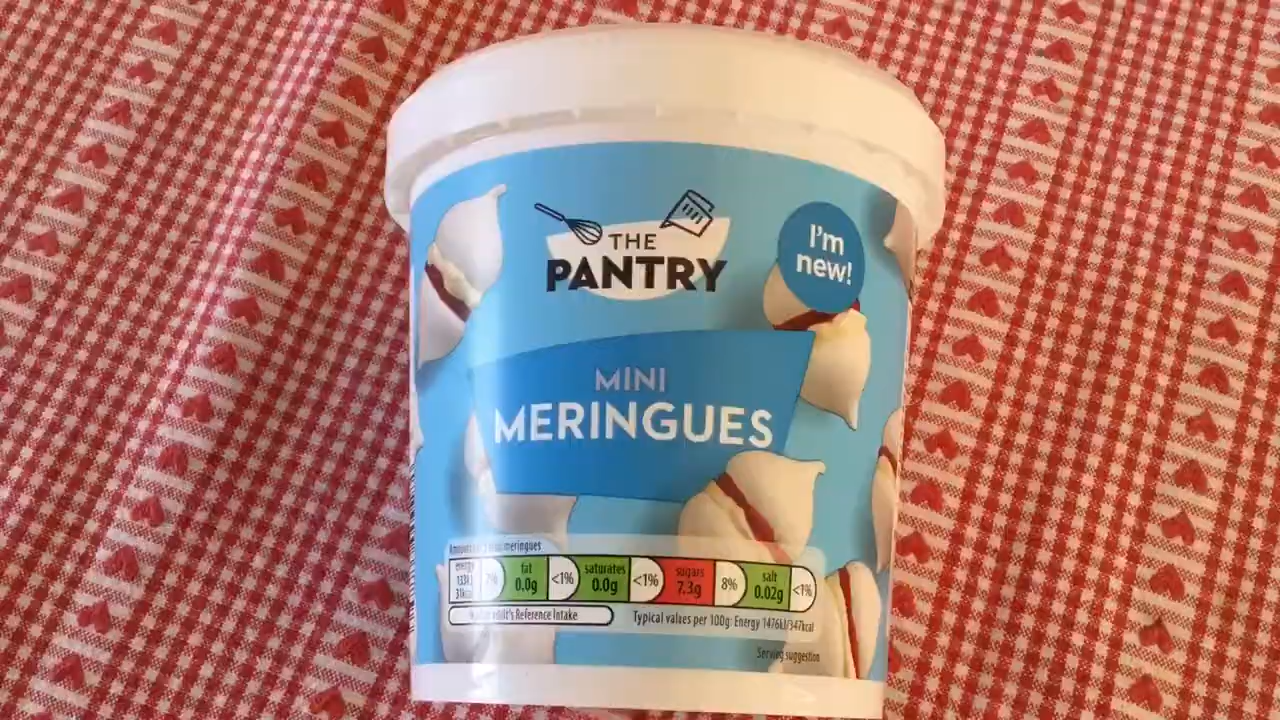 THE
PANTRY
I'm
new!
MINI
MERINGUES
meringues
energy fat saturates sugars salt
0.0g <1% 0.0g <1% 7.3g 8% 0.02g <1%
Reference Intake
Typical values per 100g: Energy 1476kJ/347kcal
Serving suggestion